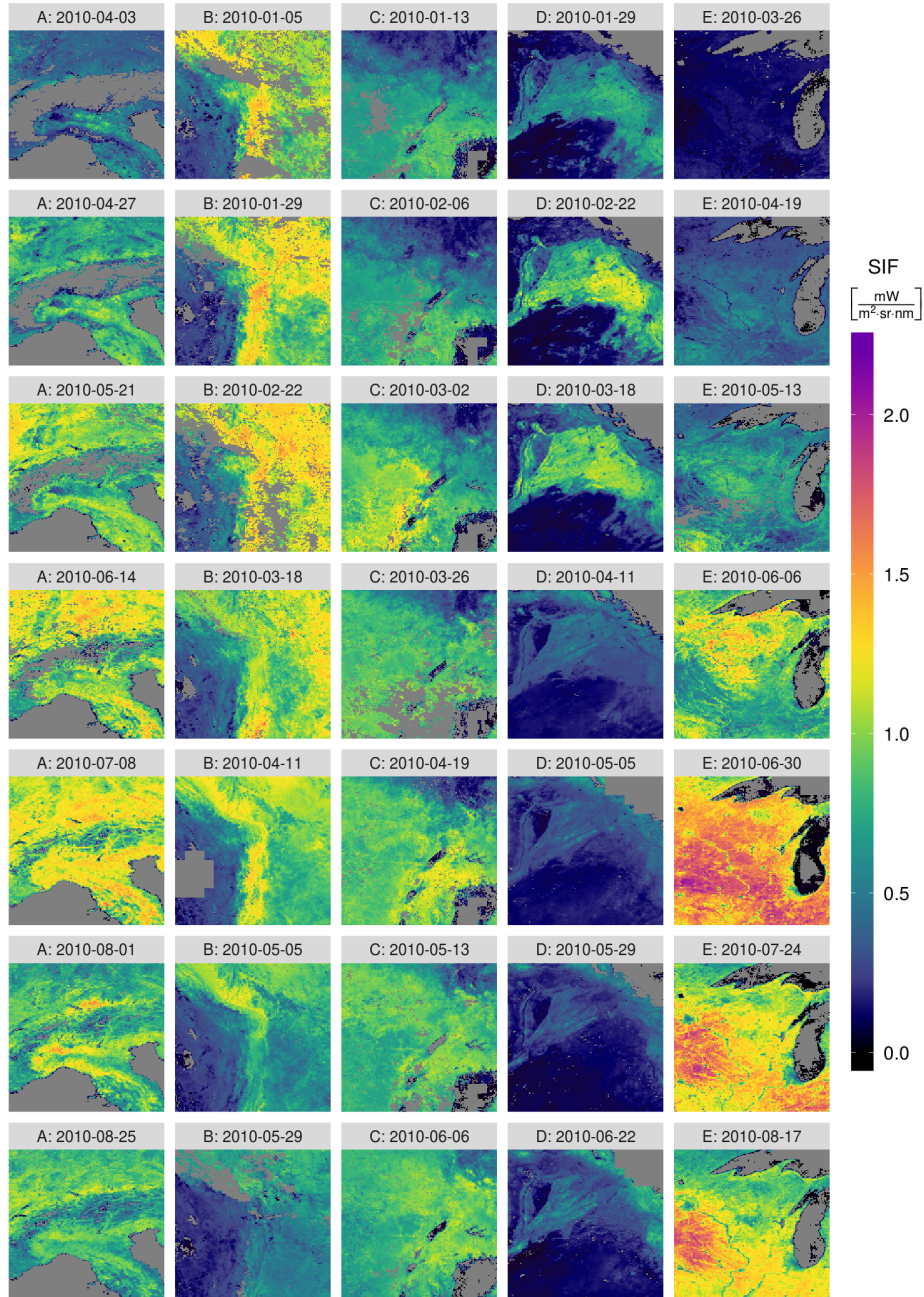 A: 2010-04-03 B: 2010-01-05 C: 2010-01-13 D: 2010-01-29 E: 2010-03-26
A: 2010-04-27 B: 2010-01-29 C: 2010-02-06 D: 2010-02-22 E: 2010-04-19
A: 2010-05-21 B: 2010-02-22 C: 2010-03-02 D: 2010-03-18 E: 2010-05-13
A: 2010-06-14 B: 2010-03-18 C: 2010-03-26 D: 2010-04-11 E: 2010-06-06
A: 2010-07-08 B: 2010-04-11 C: 2010-04-19 D: 2010-05-05 E: 2010-06-30
A: 2010-08-01 B: 2010-05-05 C: 2010-05-13 D: 2010-05-29 E: 2010-07-24
A: 2010-08-25 B: 2010-05-29 C: 2010-06-06 D: 2010-06-22 E: 2010-08-17
SIF
[mW
m²·sr·nm]
2.0
1.5
1.0
0.5
0.0